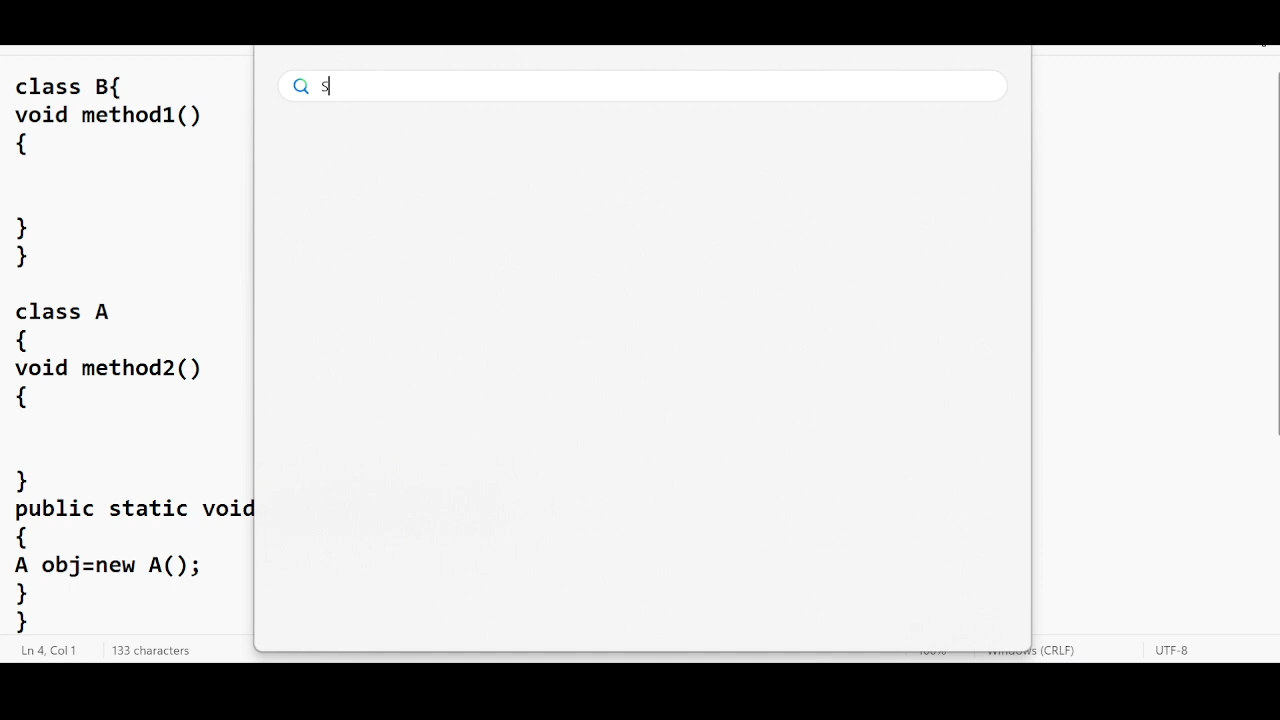 S
class B{
void method1()
{
}
}
class A
{
void method2()
{
}
public static void
{
A obj=new A();
}
}
Ln 4, Col 1 133 characters 100% Windows (CRLF) UTF-8